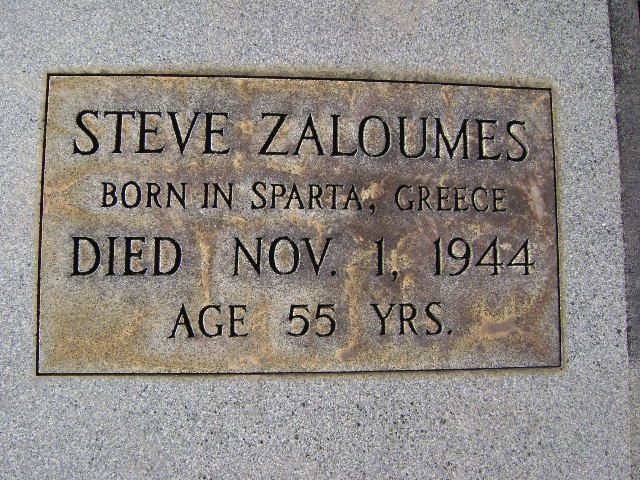 STEVE ZALOUMES
BORN IN SPARTA, GREECE
DIED NOV. 1, 1944
AGE 55 YRS.